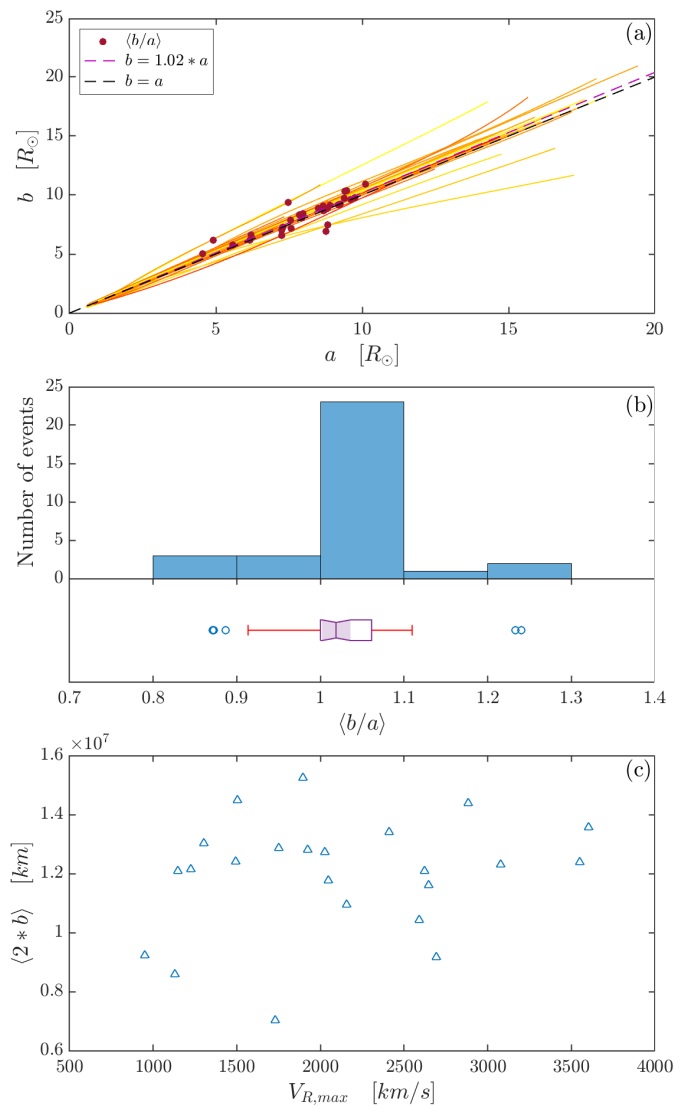 (a)
⟨b/a⟩
b = 1.02 ∗ a
b = a
25
20
15
10
5
0
b [R⊙]
0 5 10 15 20
a [R⊙]
(b)
25
20
15
10
5
0
Number of events
0.7 0.8 0.9 1 1.1 1.2 1.3 1.4
⟨b/a⟩
×10⁷
(c)
1.6
1.4
1.2
1
0.8
0.6
⟨2 ∗ b⟩ [km]
500 1000 1500 2000 2500 3000 3500 4000
V_{R,max} [km/s]